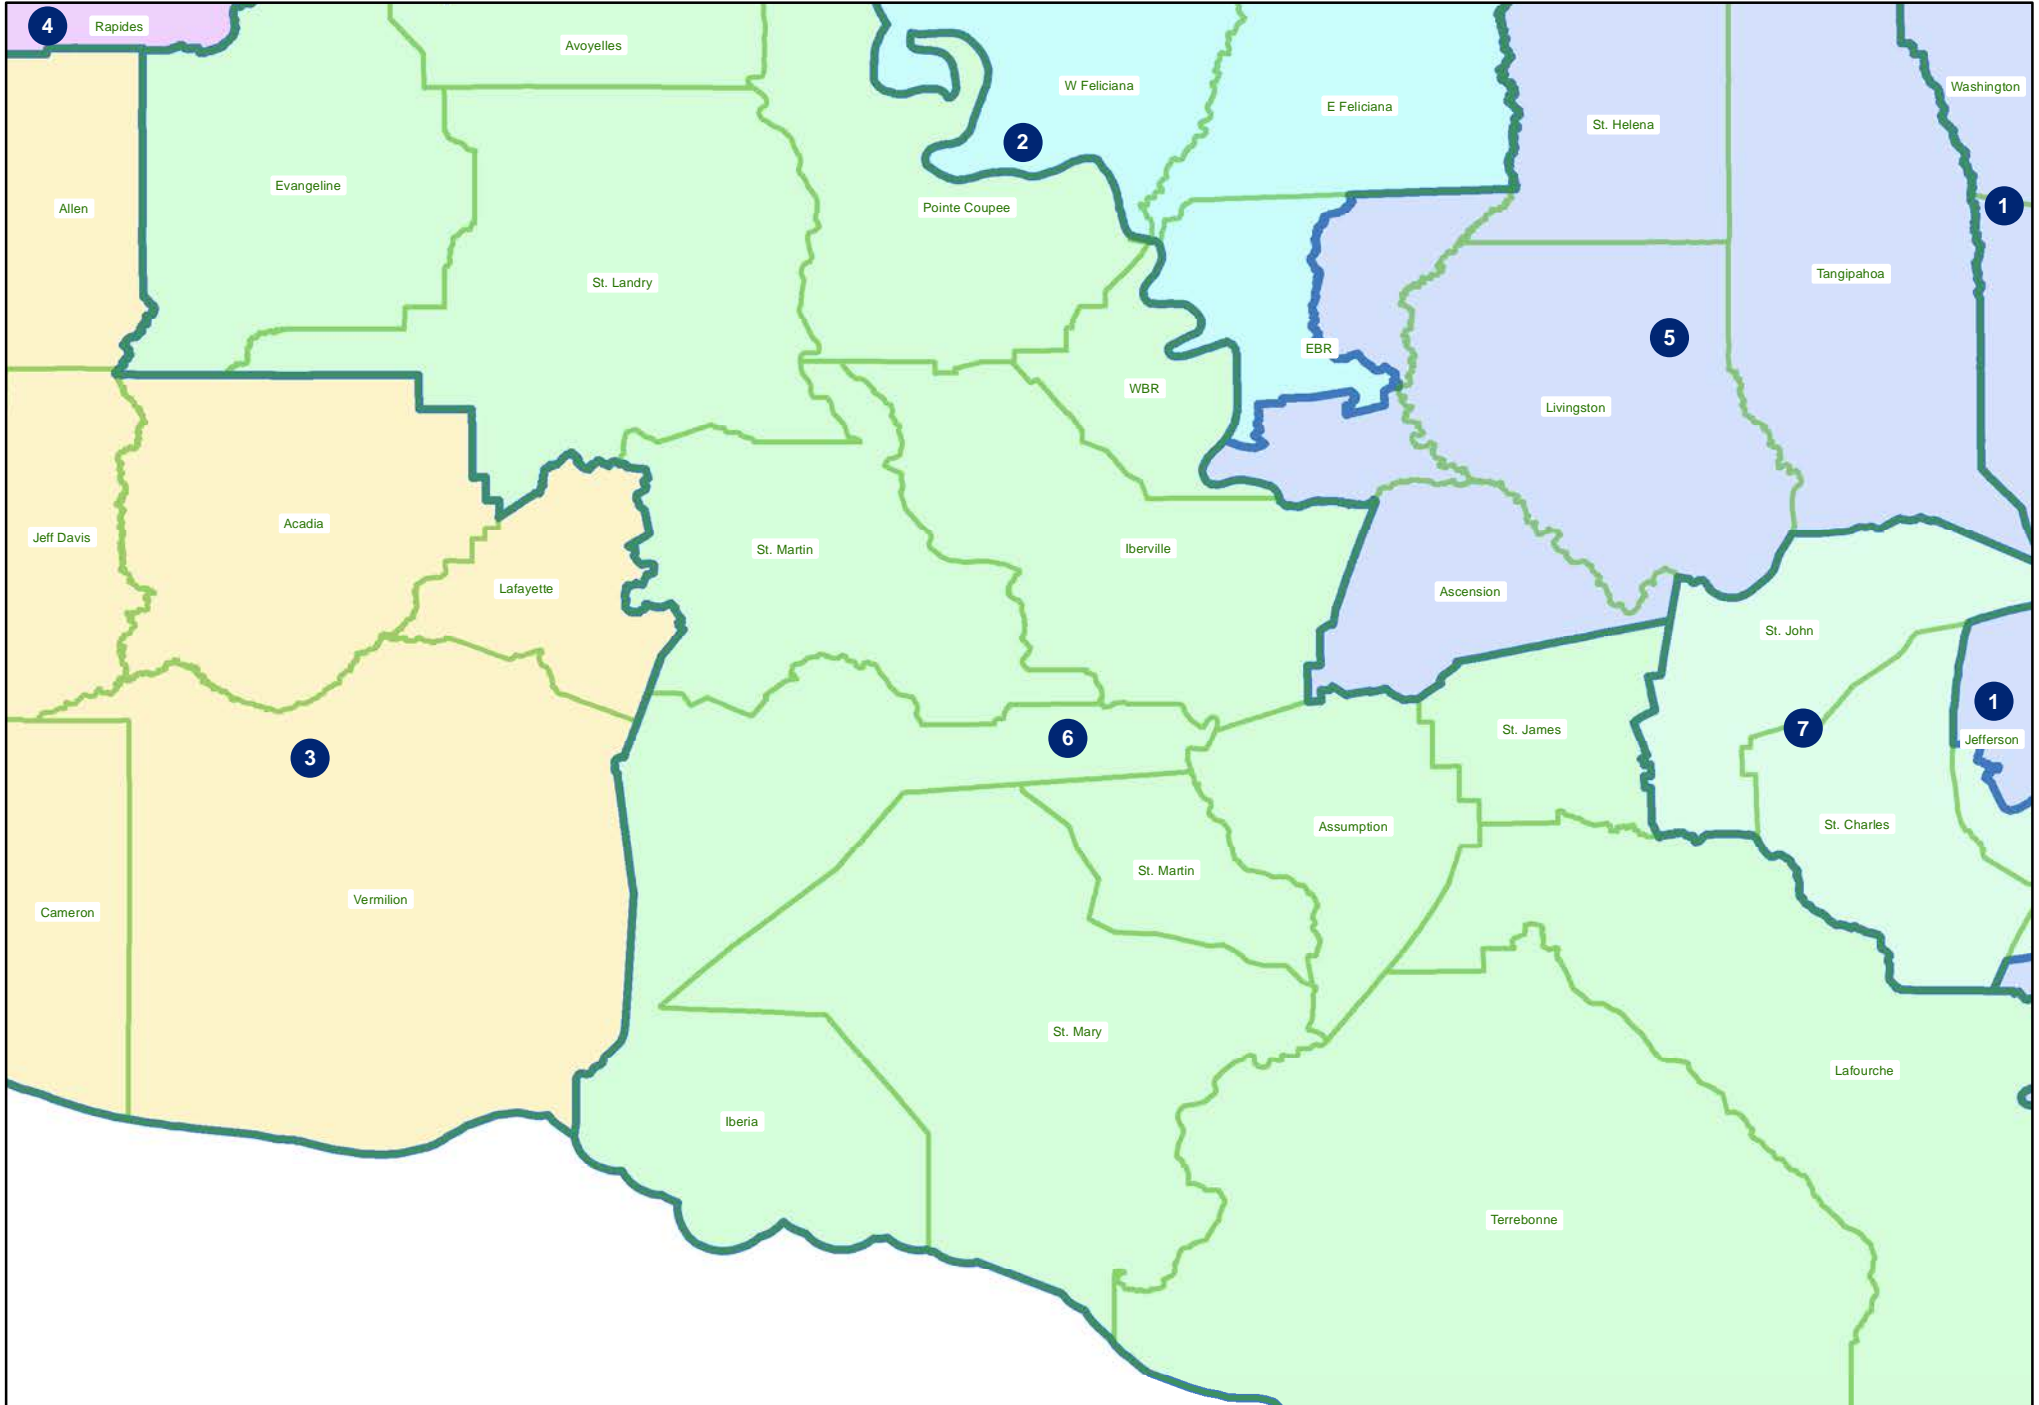 4
Rapides
Avoyelles
W Feliciana
Washington
E Feliciana
St. Helena
2
Evangeline
Allen
Pointe Coupee
1
Tangipahoa
St. Landry
5
EBR
WBR
Livingston
Acadia
Jeff Davis
St. Martin
Iberville
Lafayette
Ascension
St. John
1
St. James
7
Jefferson
6
3
St. Charles
Assumption
St. Martin
Vermilion
Cameron
St. Mary
Lafourche
Iberia
Terrebonne